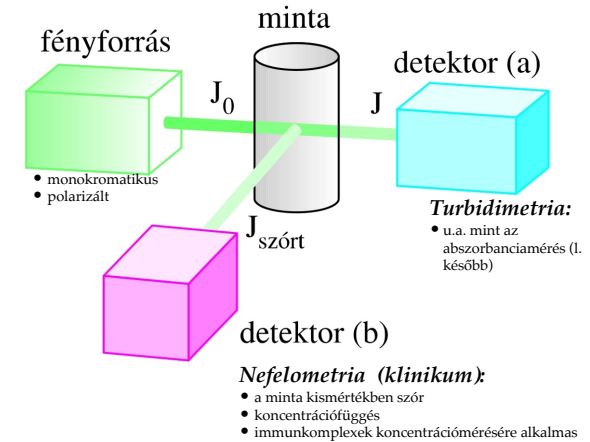 minta
fényforrás
detektor (a)
J0
J
• monokromatikus
• polarizált
Jszórt
Turbidimetria:
• u.a. mint az
abszorbanciamérés (l.
később)
detektor (b)
Nefelometria (klinikum):
• a minta kismértékben szór
• koncentrációfüggés
• immunkomplexek koncentrációmérésére alkalmas